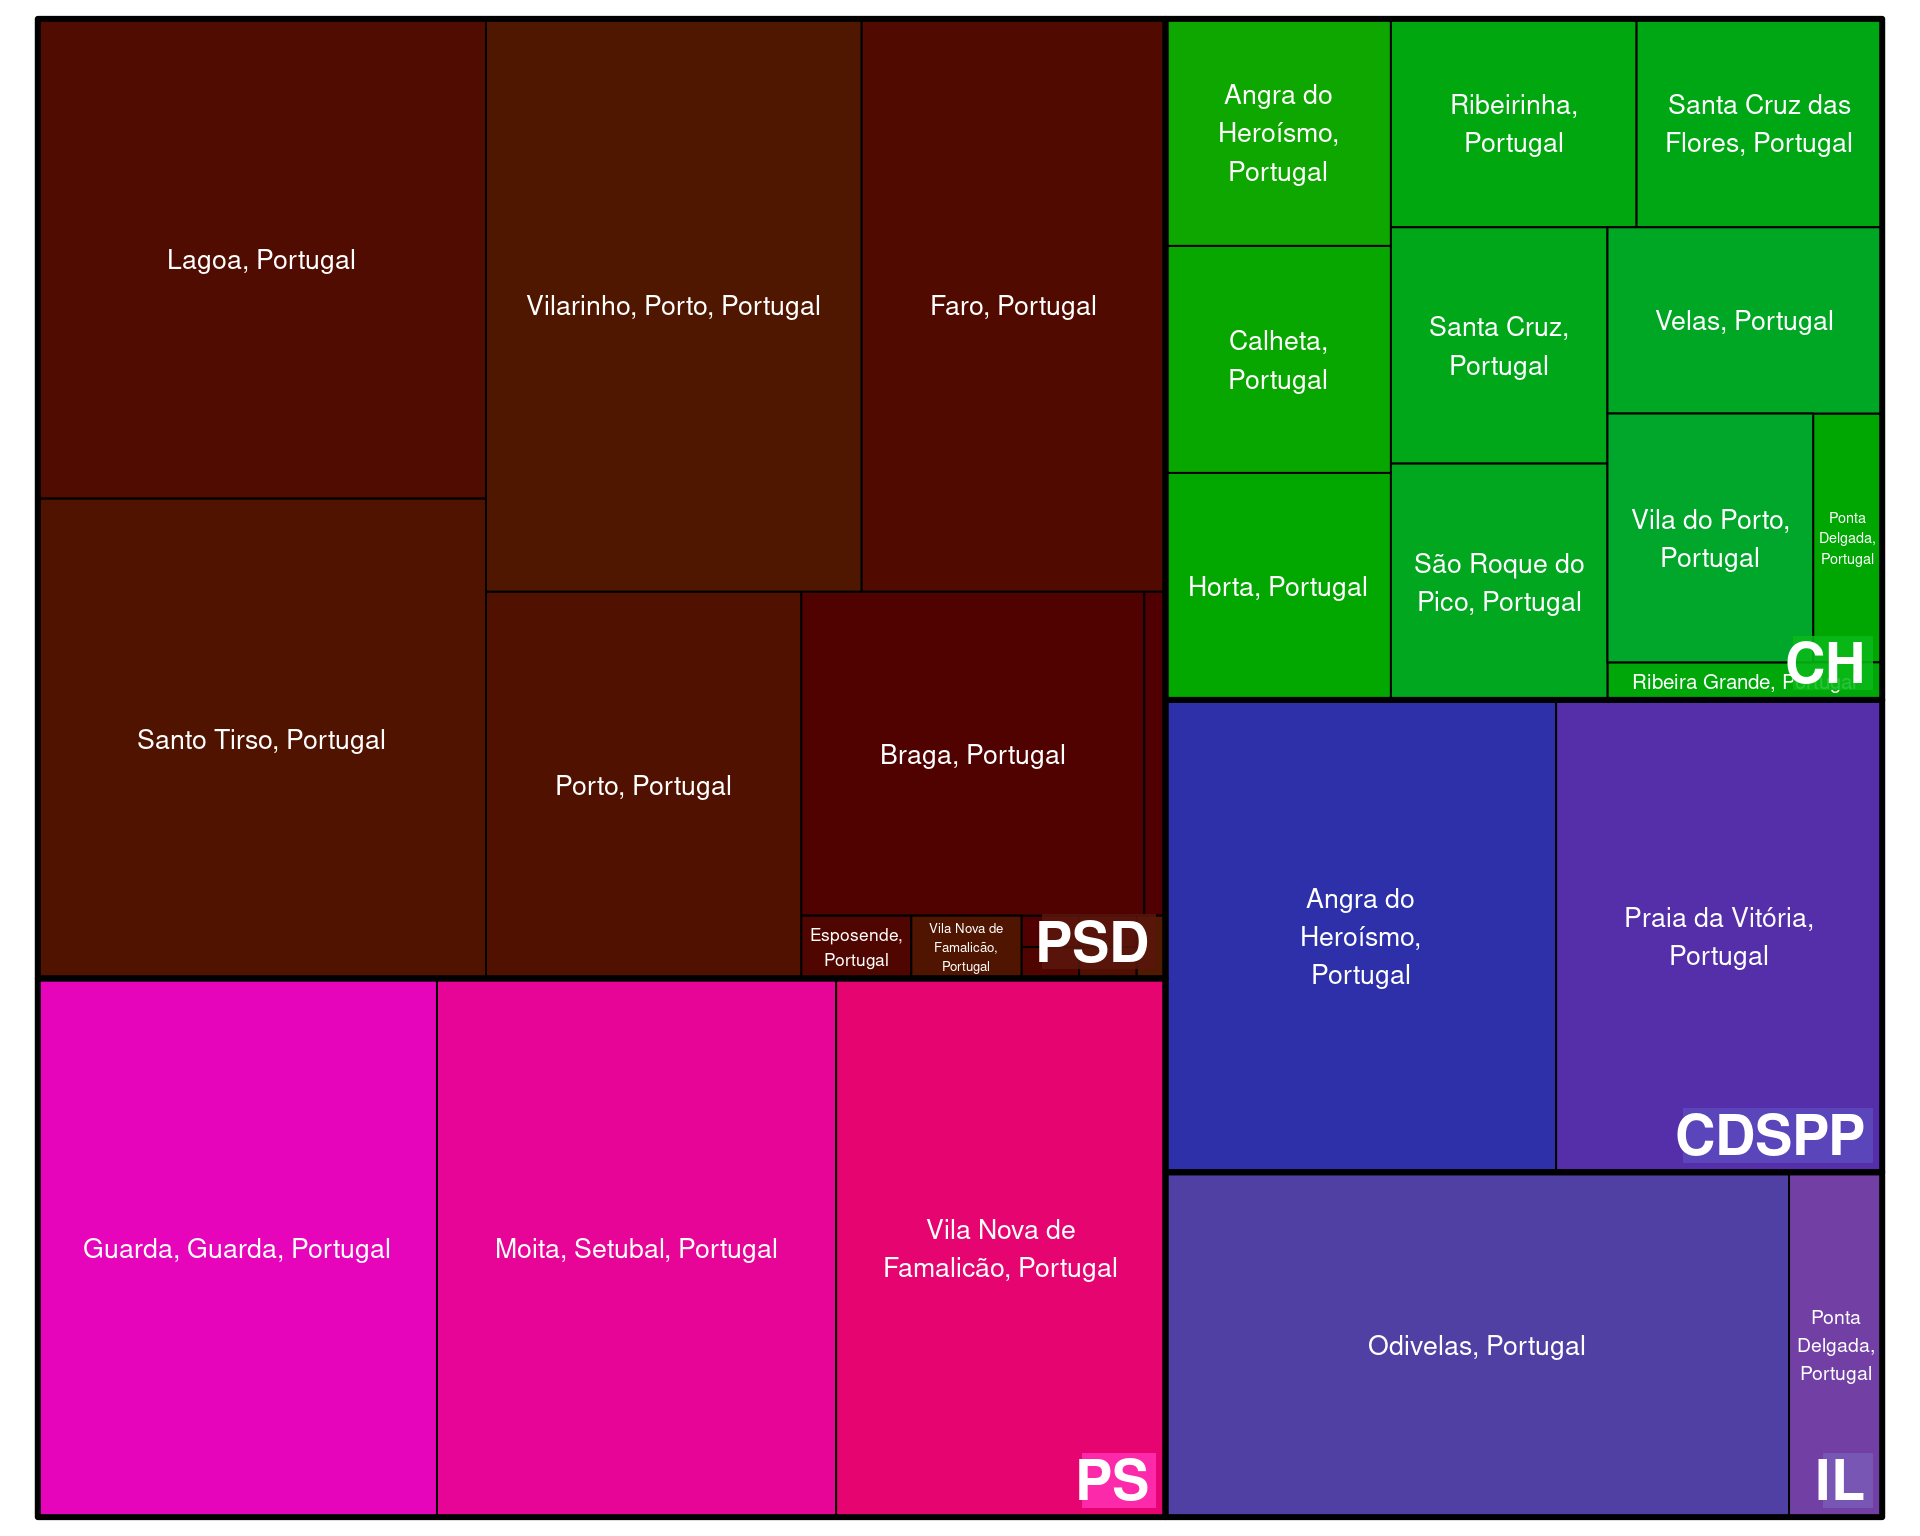 Lagoa, Portugal
Vilarinho, Porto, Portugal
Faro, Portugal
Santo Tirso, Portugal
Porto, Portugal
Braga, Portugal
Esposende,
Portugal
Vila Nova de
Famalicão,
Portugal
PSD
Guarda, Guarda, Portugal
Moita, Setubal, Portugal
Vila Nova de
Famalicão, Portugal
PS
Angra do
Heroísmo,
Portugal
Ribeirinha,
Portugal
Santa Cruz das
Flores, Portugal
Calheta,
Portugal
Santa Cruz,
Portugal
Velas, Portugal
Horta, Portugal
São Roque do
Pico, Portugal
Vila do Porto,
Portugal
Ponta
Delgada,
Portugal
Ribeira Grande, Portugal
CH
Angra do
Heroísmo,
Portugal
Praia da Vitória,
Portugal
CDSPP
Odivelas, Portugal
Ponta
Delgada,
Portugal
IL